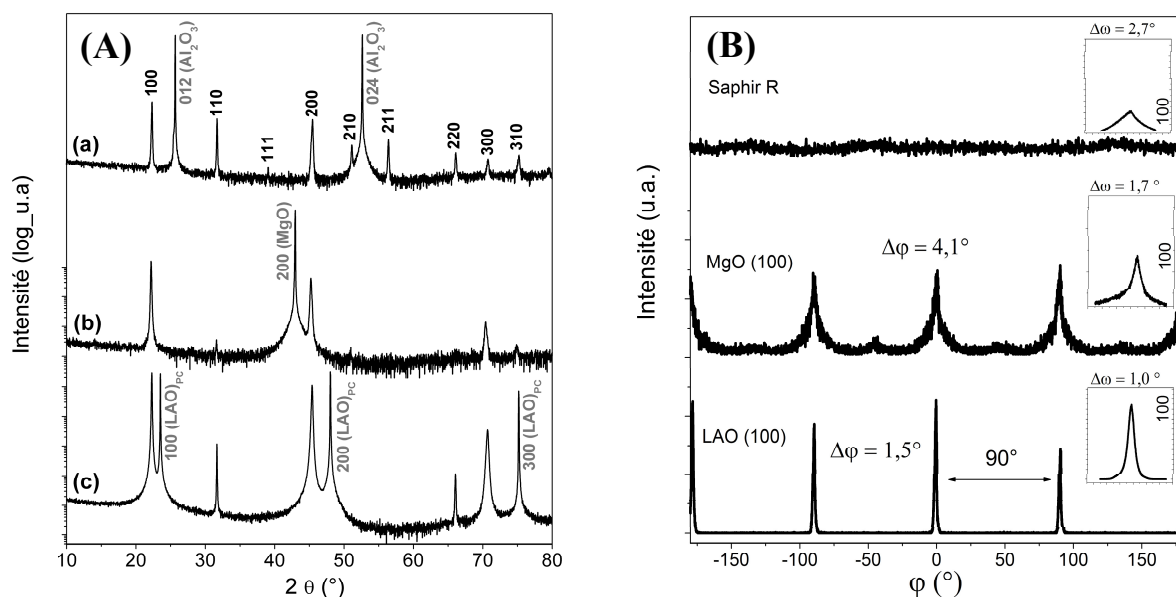 (A)
Intensité (log_u.a)
100
012 (Al2O3)
110
111
200
210
024 (Al2O3)
211
220
300
310
(a)
200 (MgO)
(b)
100 (LAO)PC
200 (LAO)PC
300 (LAO)PC
(c)
10 20 30 40 50 60 70 80
2 θ (°)
(B)
Intensité (u.a.)
Saphir R
Δω = 2,7°
100
MgO (100)
Δφ = 4,1°
Δω = 1,7°
100
LAO (100)
Δφ = 1,5°
90°
Δω = 1,0°
100
-150 -100 -50 0 50 100 150
φ (°)